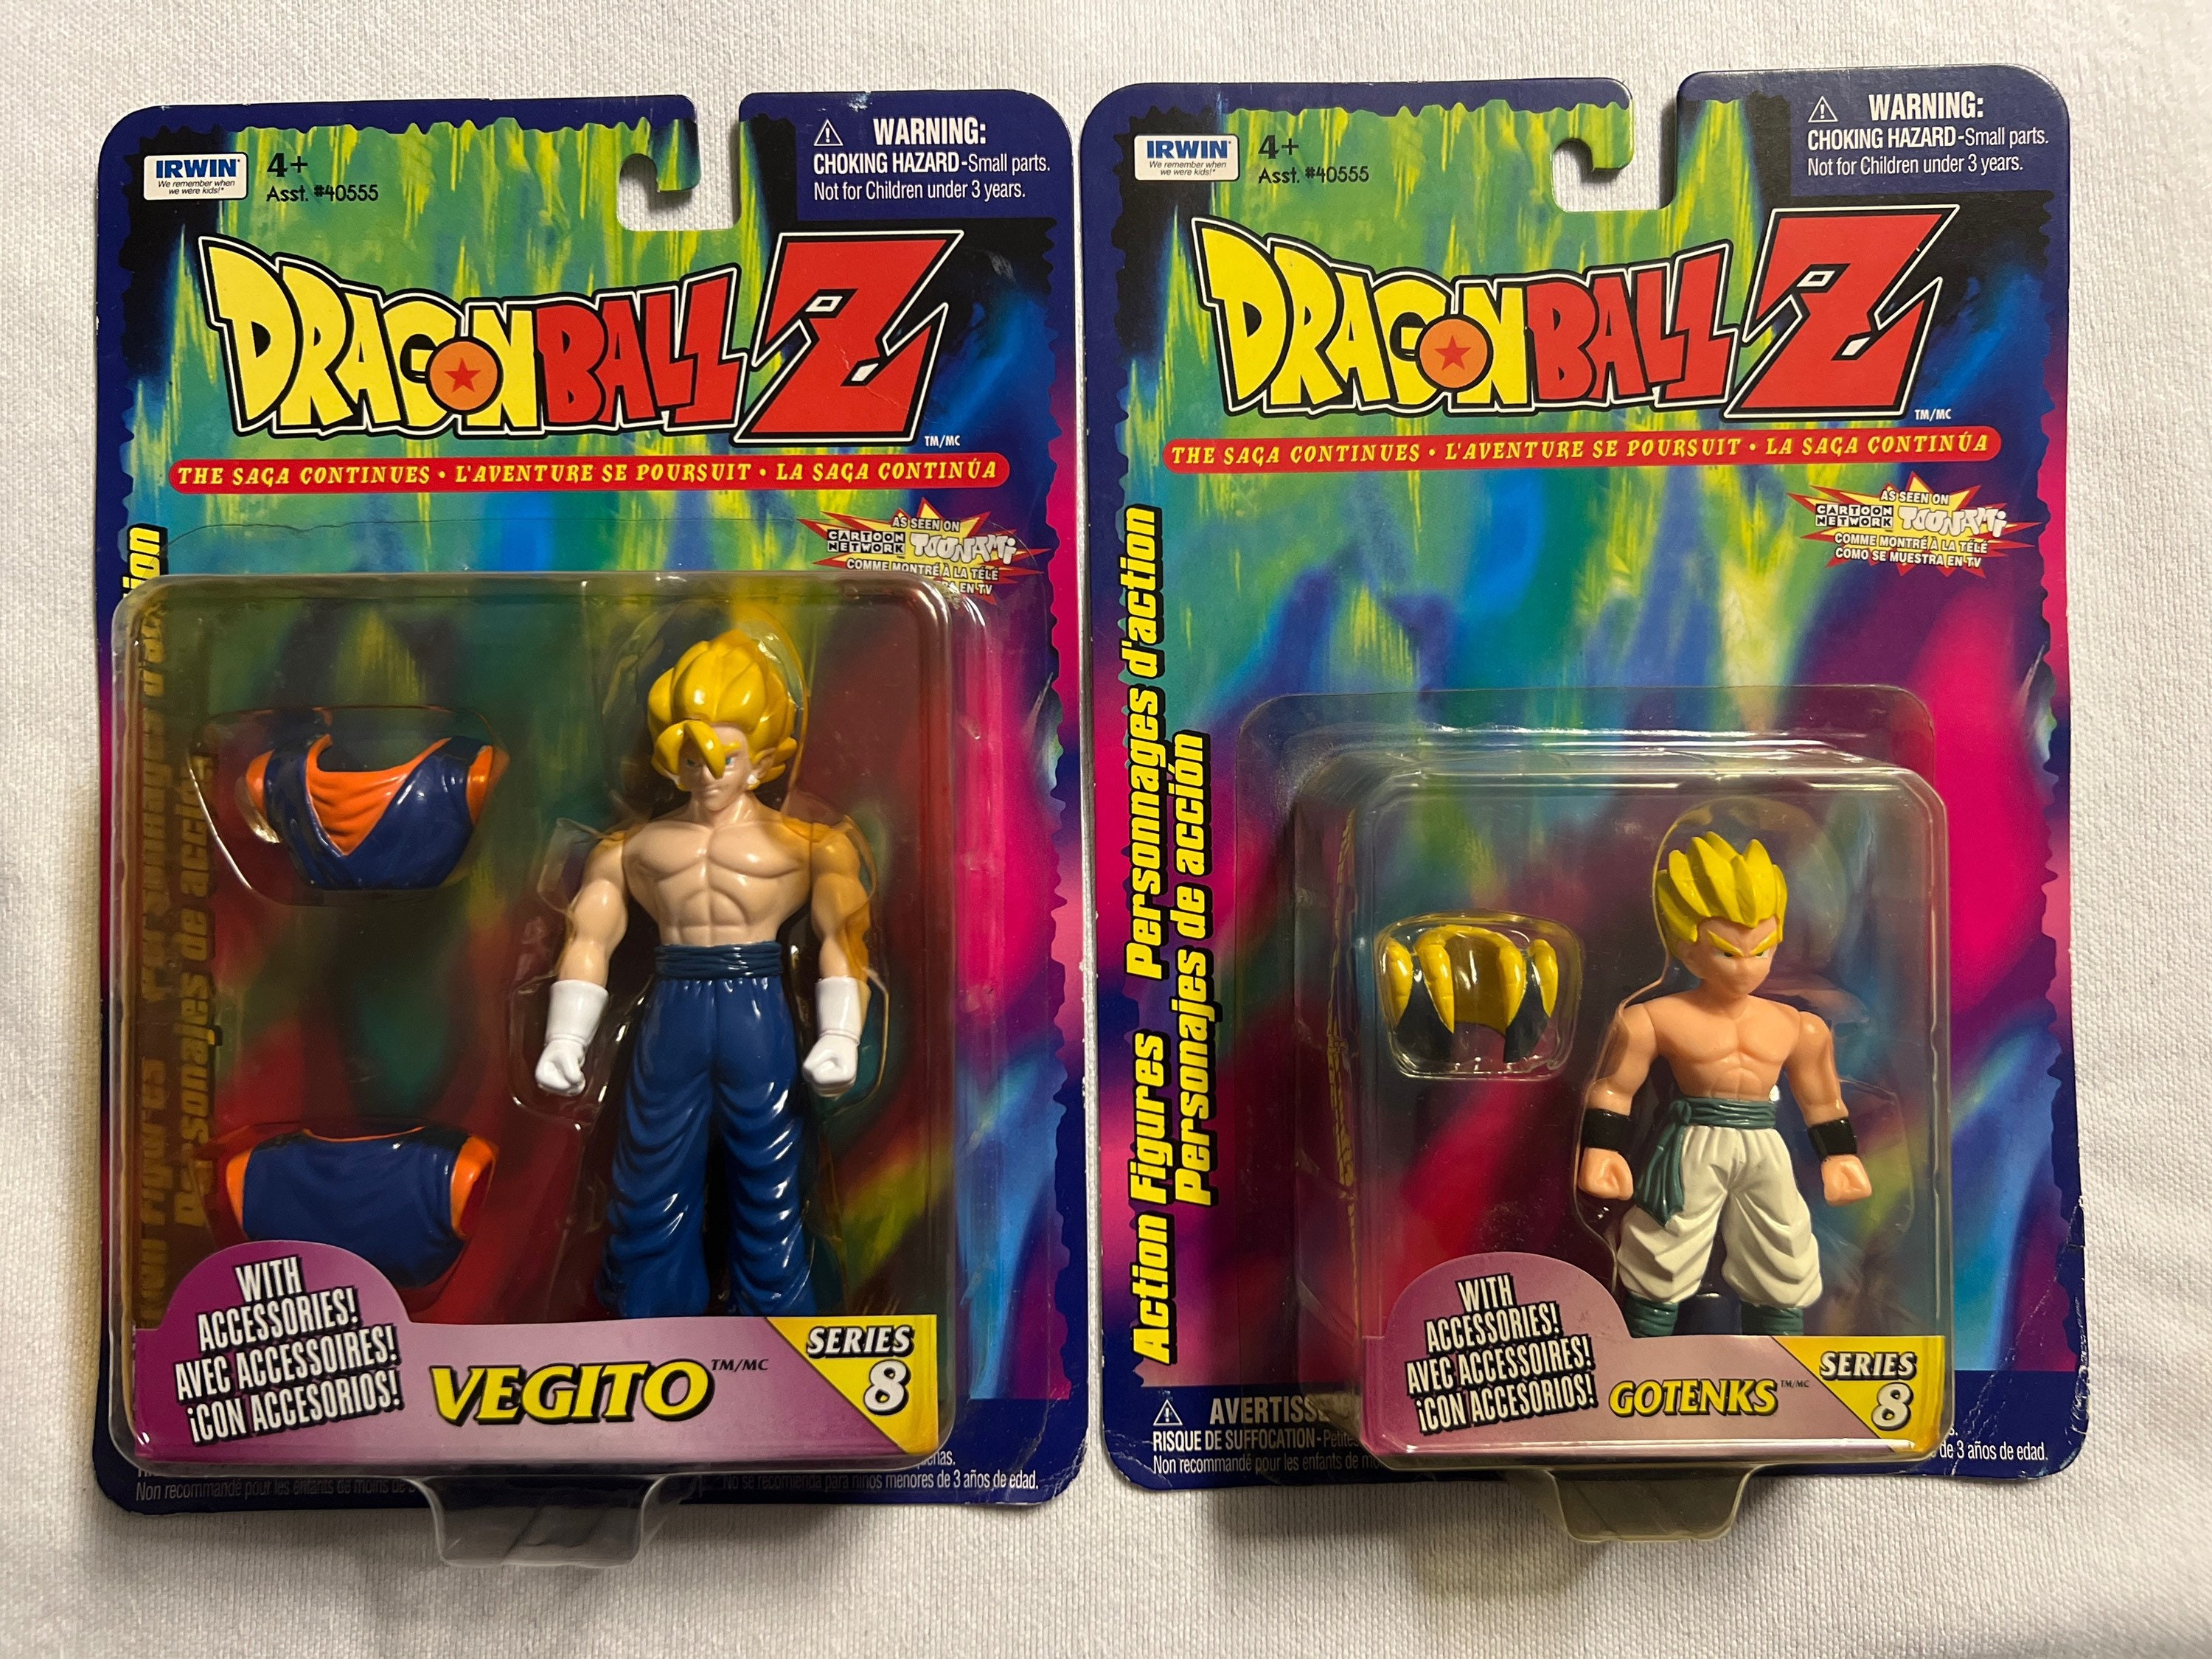 IRWIN
We remember when
we were kids!
4+
Asst. #40555
WARNING:
CHOKING HAZARD-Small parts.
Not for Children under 3 years.
DRAGONBALL Z
TM/MC
THE SAGA CONTINUES • L'AVENTURE SE POURSUIT • LA SAGA CONTINÚA
AS SEEN ON
CARTOON NETWORK TOONAMI
COMME MONTRÉ À LA TÉLÉ
EN TV
Personajes de acción
WITH
ACCESSORIES!
AVEC ACCESSOIRES!
¡CON ACCESORIOS!
VEGITO TM/MC
SERIES
8
Non recommandé pour les enfants de moins de
No se recomienda para niños menores de 3 años de edad.
IRWIN
We remember when
we were kids!
4+
Asst. #40555
WARNING:
CHOKING HAZARD-Small parts.
Not for Children under 3 years.
DRAGONBALL Z
TM/MC
THE SAGA CONTINUES • L'AVENTURE SE POURSUIT • LA SAGA CONTINÚA
AS SEEN ON
CARTOON NETWORK TOONAMI
COMME MONTRÉ À LA TÉLÉ
COMO SE MUESTRA EN TV
Action Figures Personnages d'action
Personajes de acción
WITH
ACCESSORIES!
AVEC ACCESSOIRES!
¡CON ACCESORIOS!
GOTENKS TM/MC
SERIES
8
AVERTISSE
RISQUE DE SUFFOCATION-Petite
Non recommandé pour les enfants de mo
de 3 años de edad.